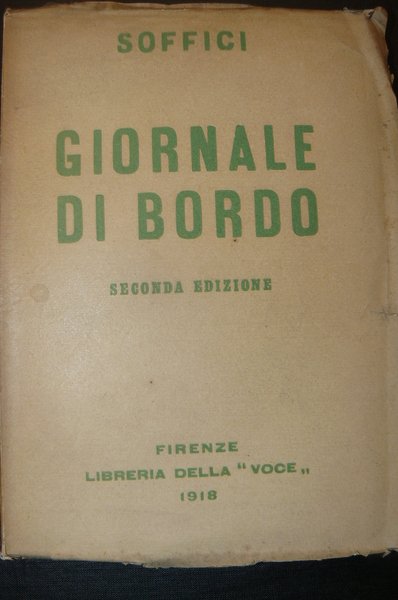 SOFFICI
GIORNALE
DI BORDO
SECONDA EDIZIONE
FIRENZE
LIBRERIA DELLA "VOCE„
1918